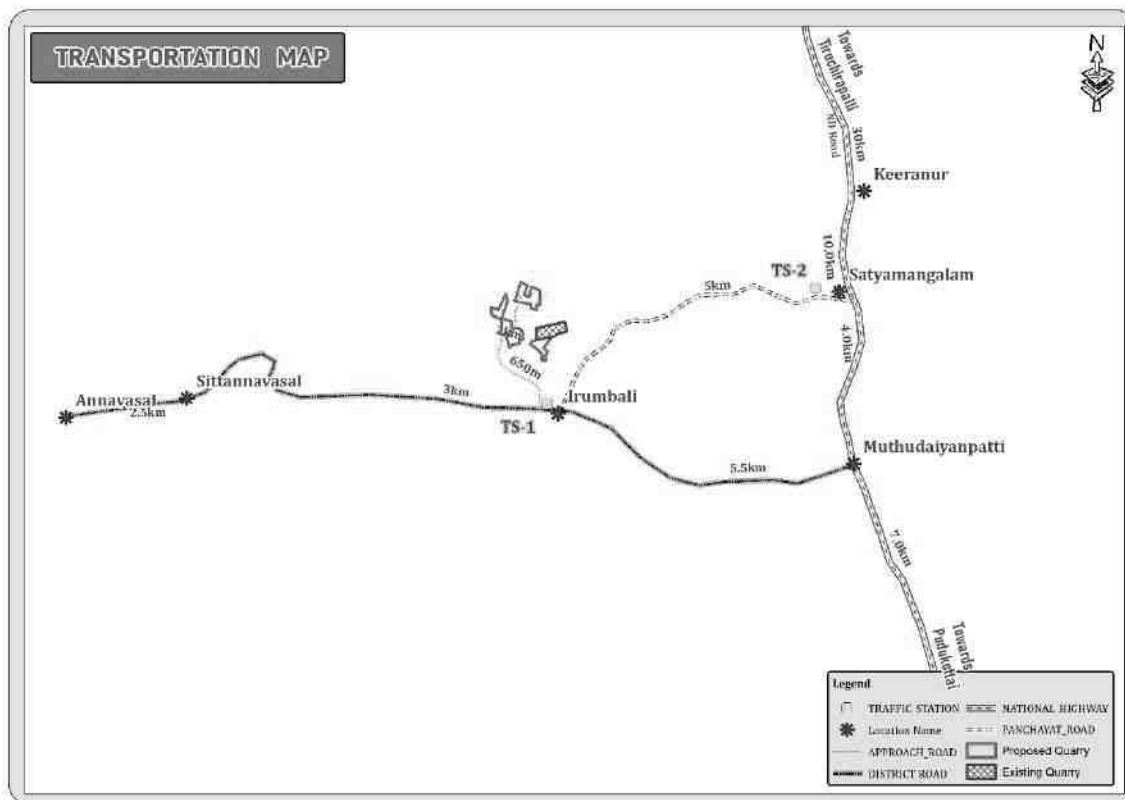 TRANSPORTATION MAP
N
Towards
Tiruchirapatti
NH Road
30km
Keeranur
10.0km
TS-2
Satyamangalam
5km
4.0km
650m
Sittannavasal
Annavasal
2.5km
3km
Irumbali
TS-1
Muthudaiyanpatti
5.5km
7.0km
Towards
Pudukottai
Legend
TRAFFIC STATION
NATIONAL HIGHWAY
Location Name
PANCHAYAT_ROAD
APPROACH_ROAD
Proposed Quarry
DISTRICT ROAD
Existing Quarry